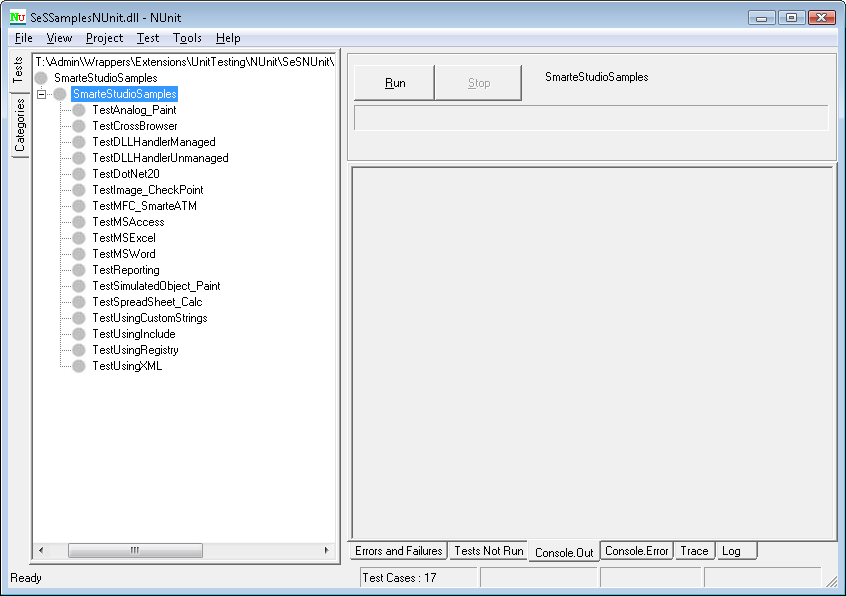 NU SeSSamplesNUnit.dll - NUnit
File View Project Test Tools Help
Tests
Categories
T:\Admin\Wrappers\Extensions\UnitTesting\NUnit\SeSNUnit\
SmarteStudioSamples
SmarteStudioSamples
TestAnalog_Paint
TestCrossBrowser
TestDLLHandlerManaged
TestDLLHandlerUnmanaged
TestDotNet20
TestImage_CheckPoint
TestMFC_SmarteATM
TestMSAccess
TestMSExcel
TestMSWord
TestReporting
TestSimulatedObject_Paint
TestSpreadSheet_Calc
TestUsingCustomStrings
TestUsingInclude
TestUsingRegistry
TestUsingXML
Run Stop SmarteStudioSamples
Errors and Failures Tests Not Run Console.Out Console.Error Trace Log
Ready Test Cases : 17